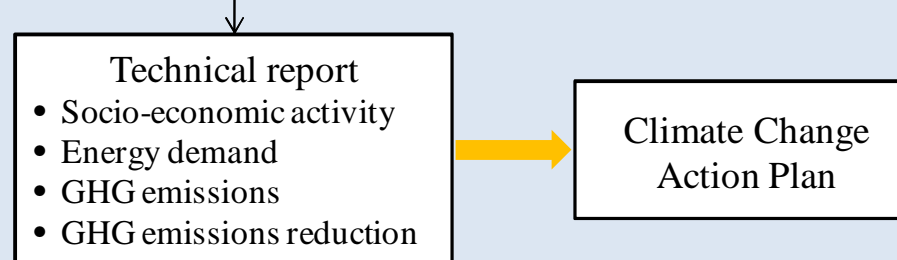 Technical report
• Socio-economic activity
• Energy demand
• GHG emissions
• GHG emissions reduction
Climate Change
Action Plan